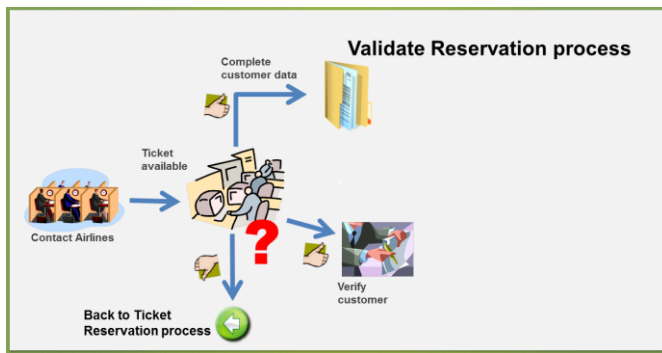 Validate Reservation process
Complete
customer data
Ticket
available
?
Contact Airlines
Verify
customer
Back to Ticket
Reservation process